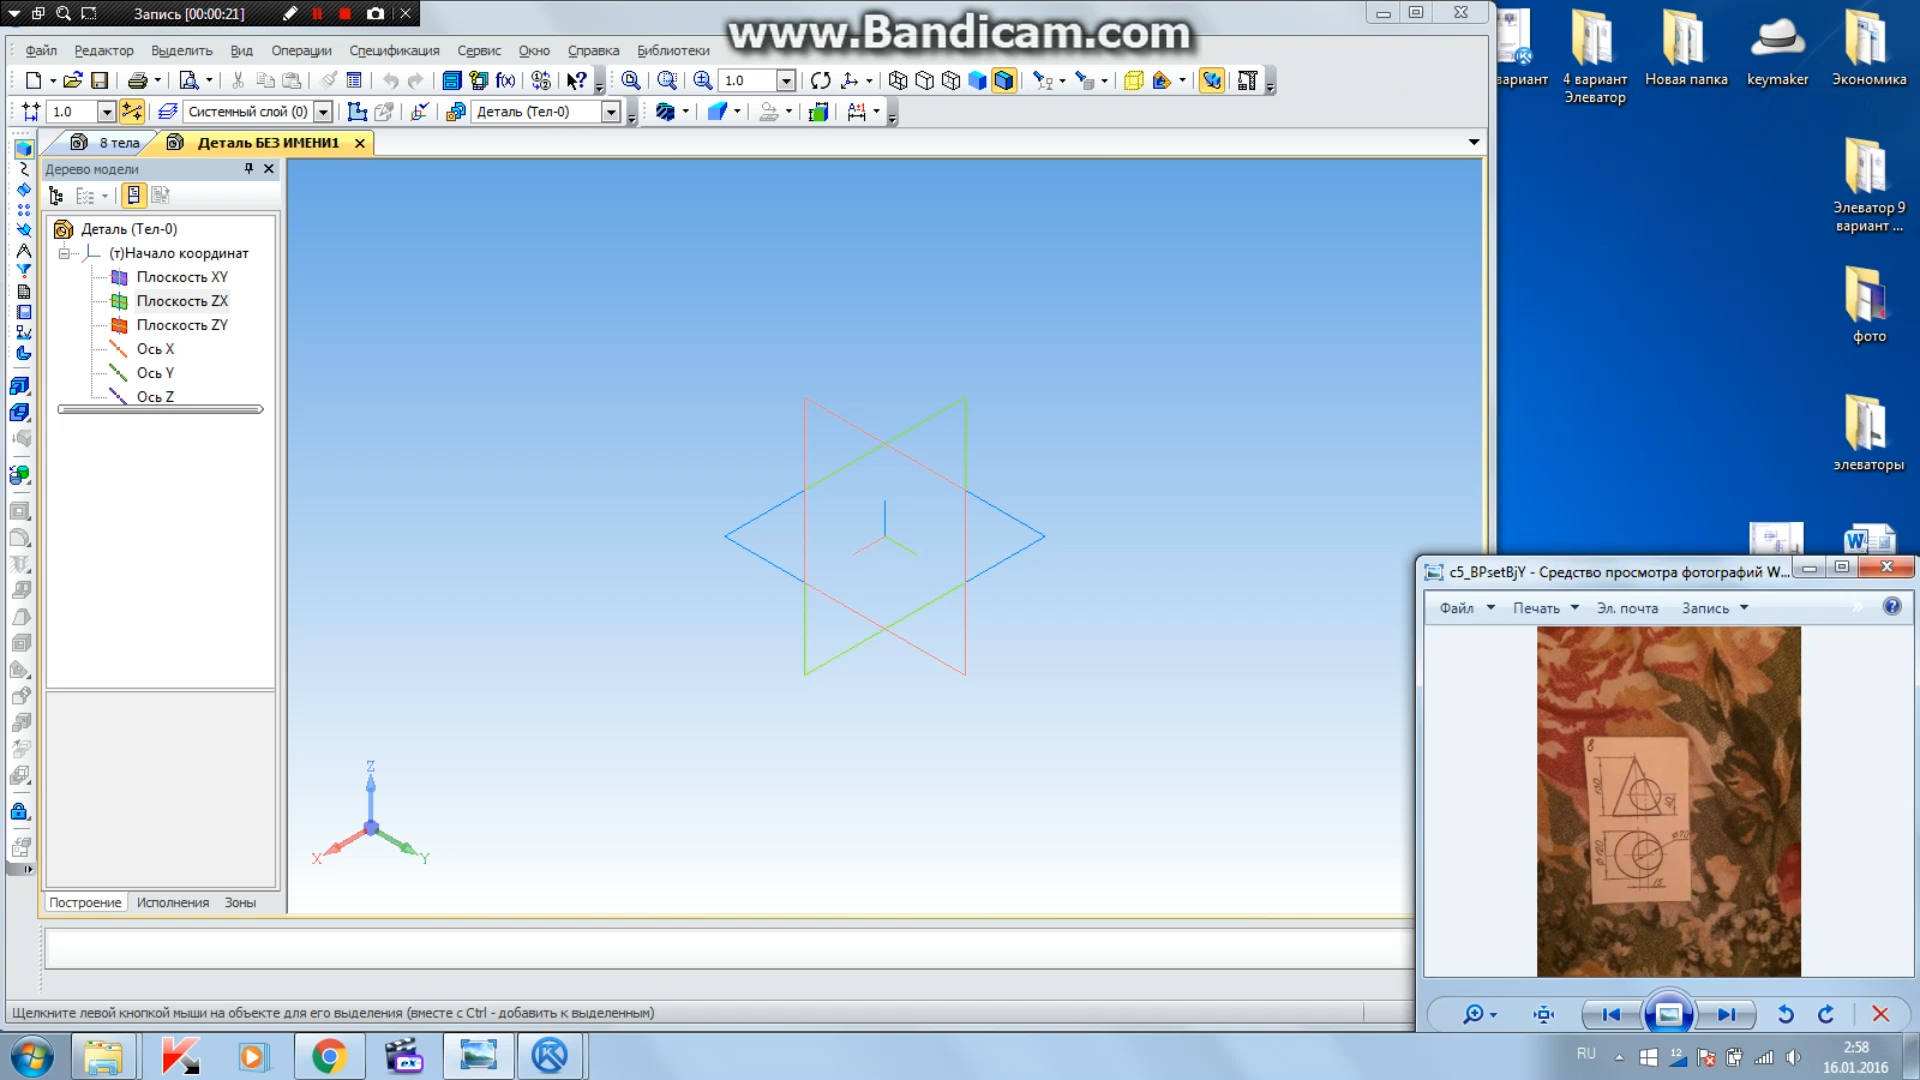 Запись [00:00:21]
www.Bandicam.com
Файл Редактор Выделить Вид Операции Спецификация Сервис Окно Справка Библиотеки
f(x) 1.0
1.0 Системный слой (0) Деталь (Тел-0)
8 тела Деталь БЕЗ ИМЕНИ1
Дерево модели
Деталь (Тел-0)
(т)Начало координат
Плоскость XY
Плоскость ZX
Плоскость ZY
Ось X
Ось Y
Ось Z
Z
X
Y
Построение Исполнения Зоны
Щелкните левой кнопкой мыши на объекте для его выделения (вместе с Ctrl - добавить к выделенным)
вариант
4 вариант
Элеватор
Новая папка
keymaker
Экономика
Элеватор 9
вариант ...
фото
элеваторы
c5_BPsetBjY - Средство просмотра фотографий W...
Файл Печать Эл. почта Запись
8
RU
12
2:58
16.01.2016